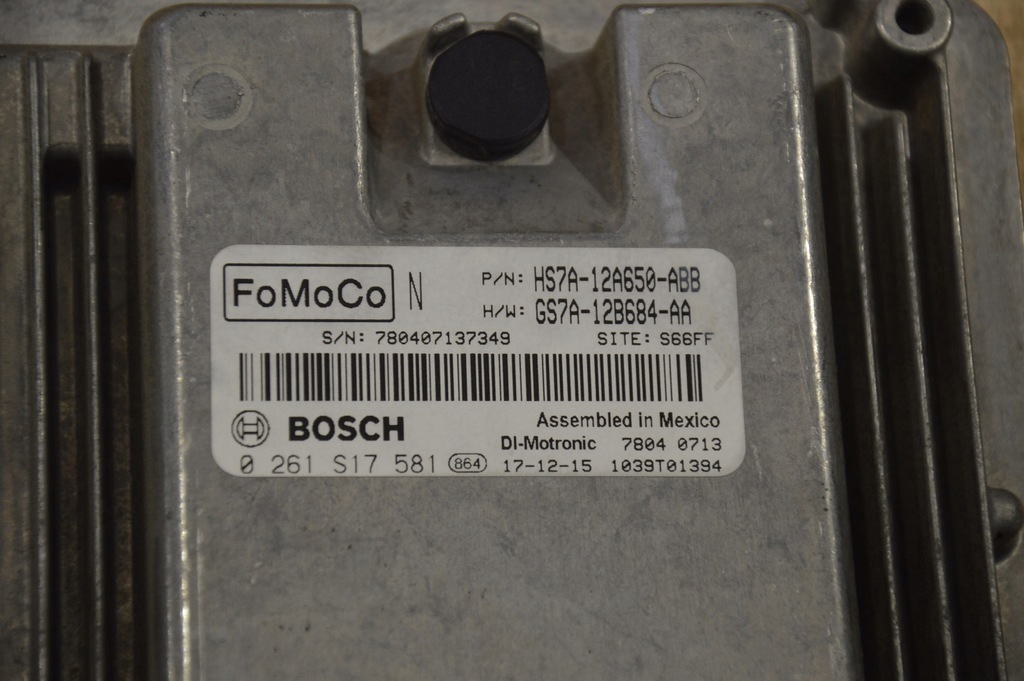 FoMoCo N P/N: HS7A-12A650-ABB
H/W: GS7A-12B684-AA
S/N: 780407137349 SITE: S66FF
BOSCH Assembled in Mexico
DI-Motronic 7804 0713
0 261 S17 581 864 17-12-15 1039T01394